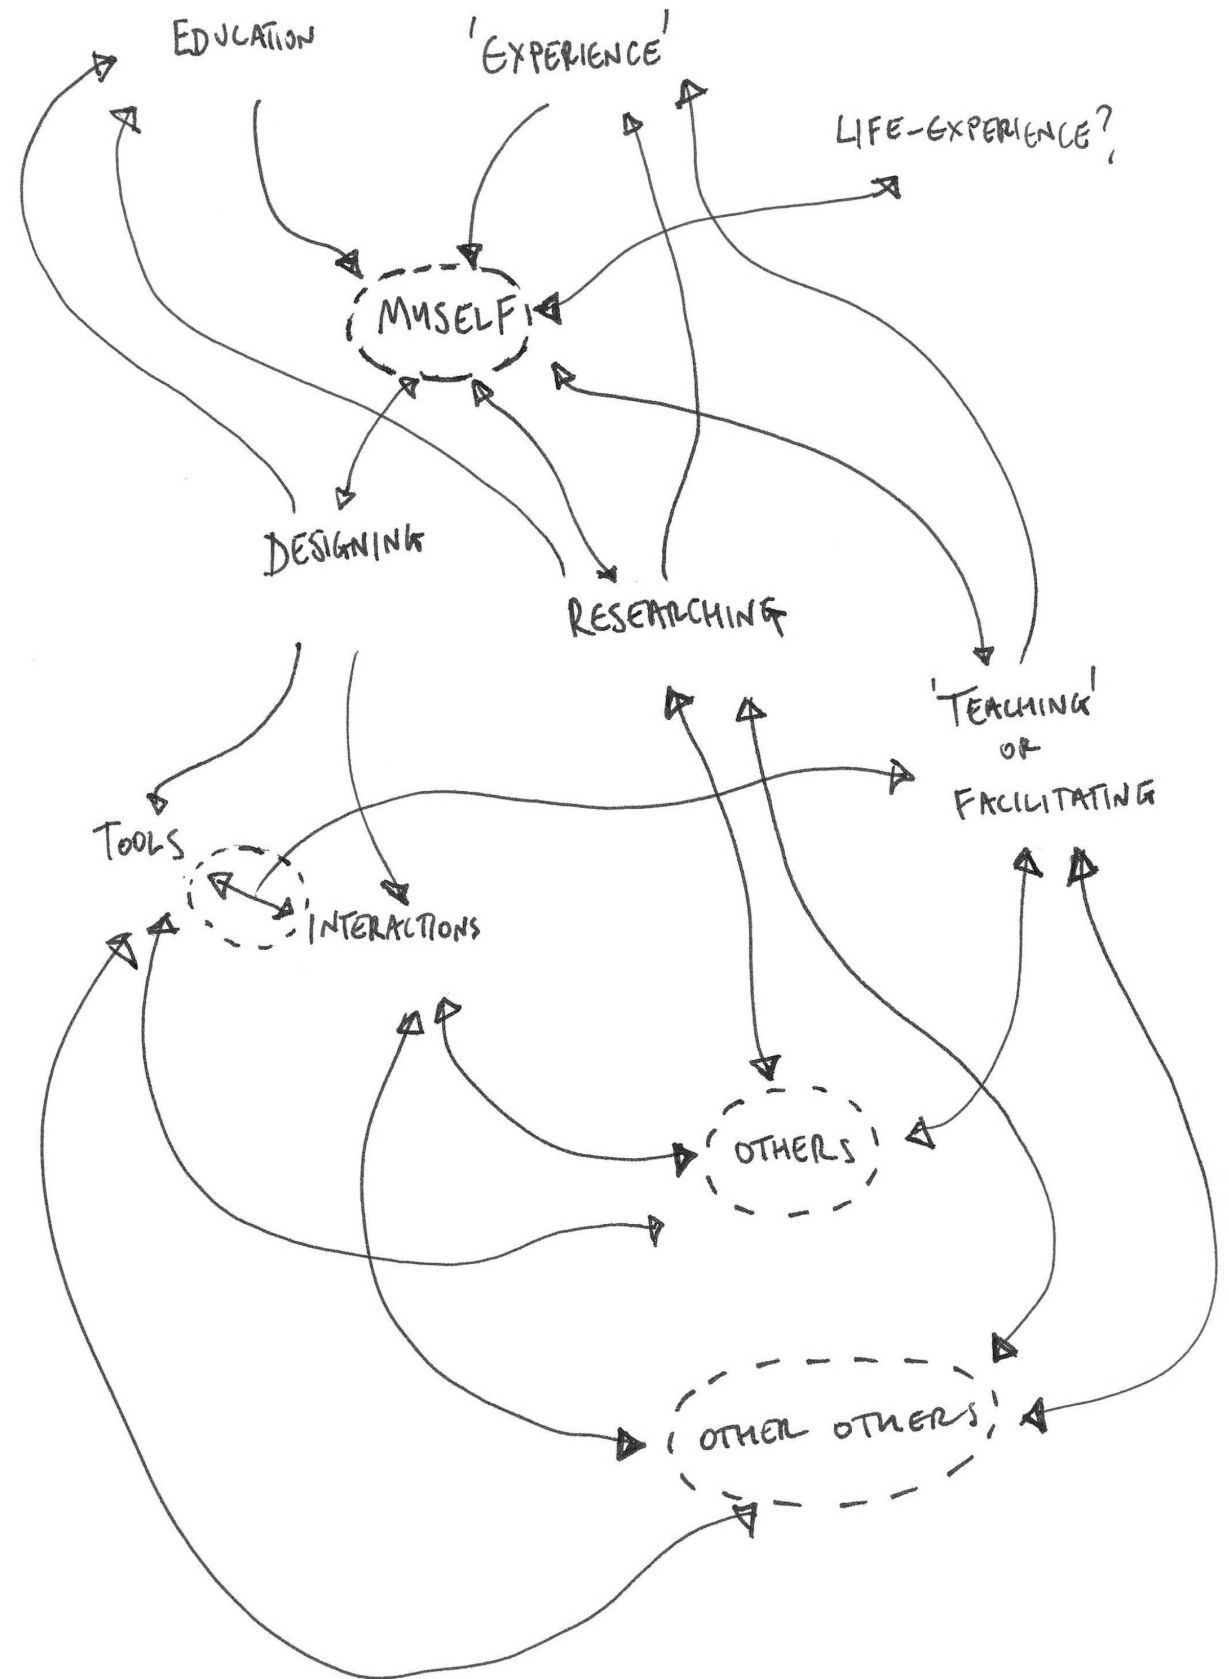 EDUCATION
'EXPERIENCE'
LIFE-EXPERIENCE?
MYSELF
DESIGNING
RESEARCHING
'TEACHING'
OR
FACILITATING
TOOLS
INTERACTIONS
OTHERS
OTHER OTHERS